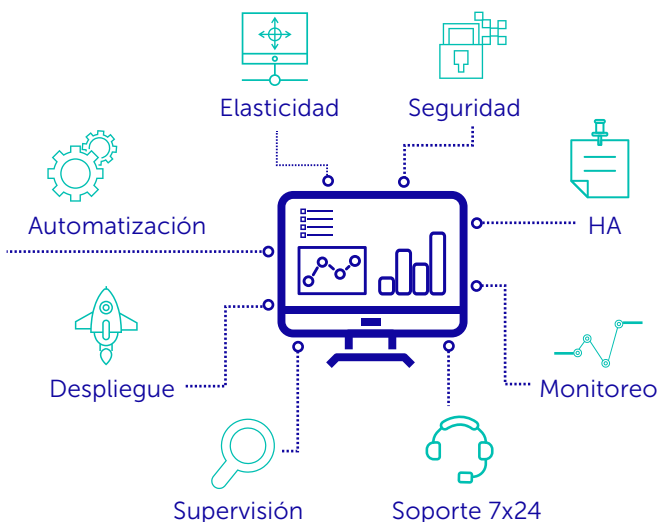 Elasticidad
Seguridad
Automatización
HA
Despliegue
Monitoreo
Supervisión
Soporte 7x24